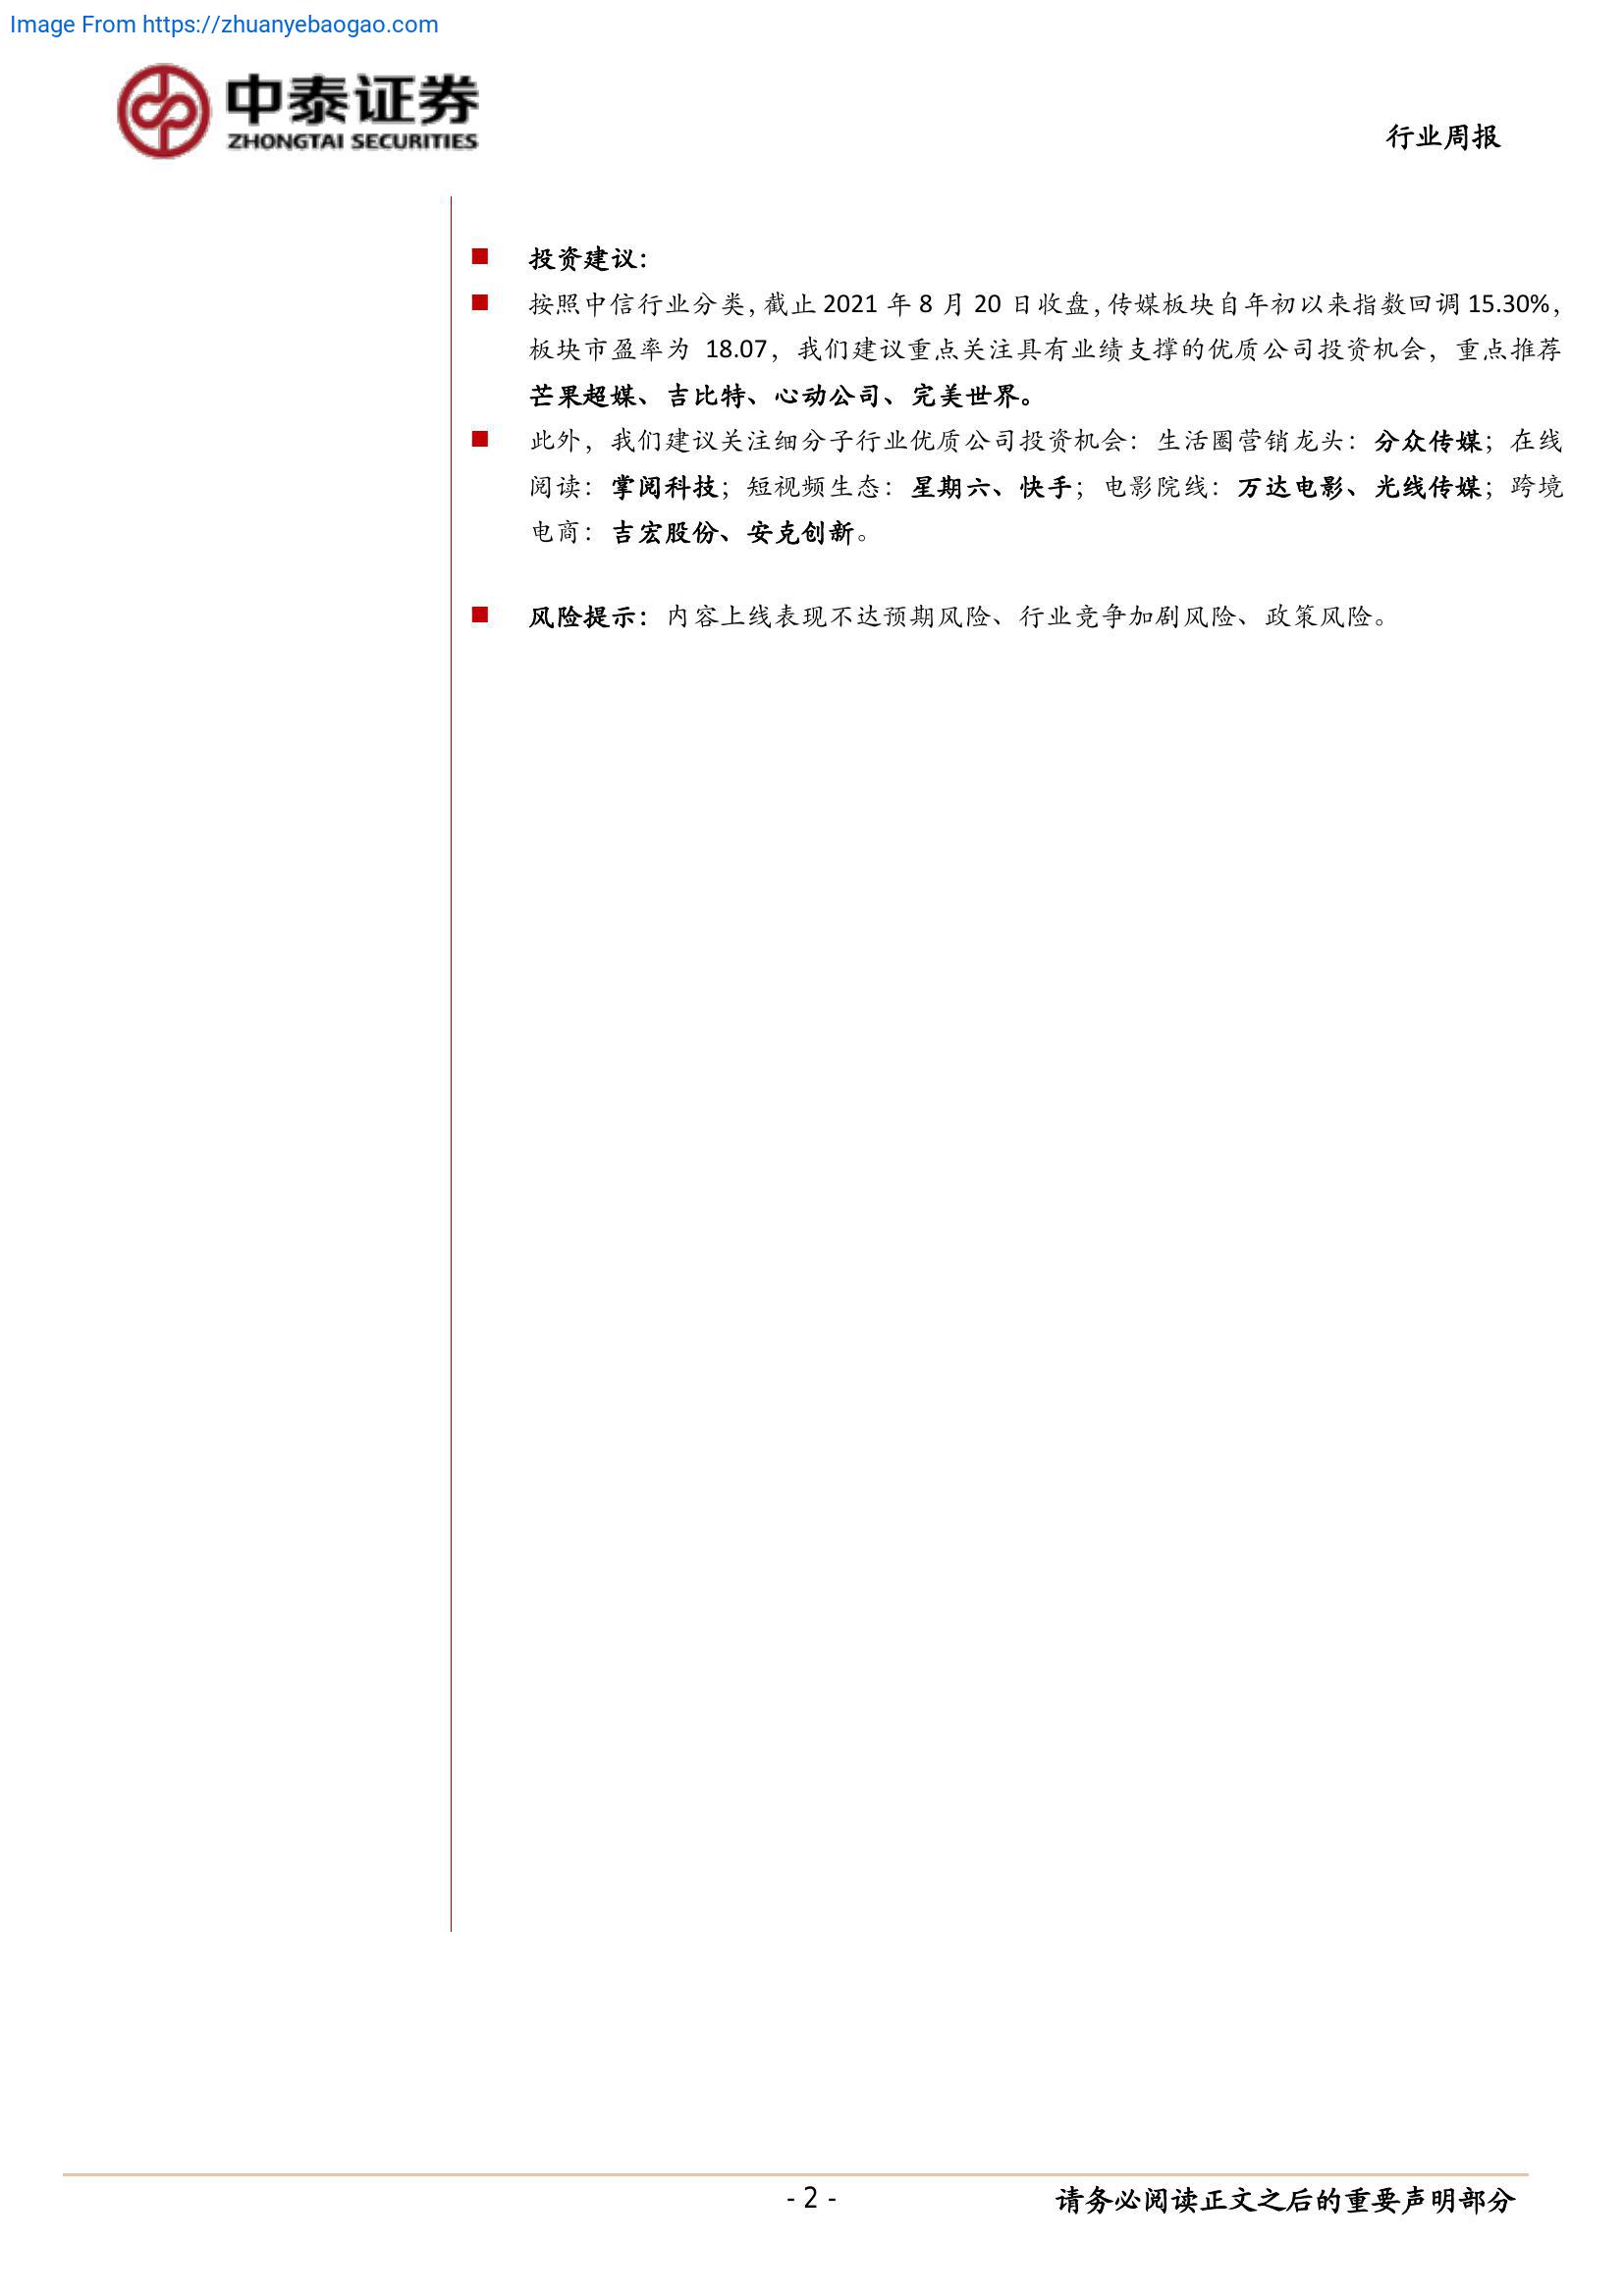 Image From https://zhuanyebaogao.com
中泰证券
ZHONGTAI SECURITIES
行业周报
投资建议：
按照中信行业分类，截止 2021 年 8 月 20 日收盘，传媒板块自年初以来指数回调 15.30%，
板块市盈率为 18.07，我们建议重点关注具有业绩支撑的优质公司投资机会，重点推荐
芒果超媒、吉比特、心动公司、完美世界。
此外，我们建议关注细分子行业优质公司投资机会：生活圈营销龙头：分众传媒；在线
阅读：掌阅科技；短视频生态：星期六、快手；电影院线：万达电影、光线传媒；跨境
电商：吉宏股份、安克创新。
风险提示：内容上线表现不达预期风险、行业竞争加剧风险、政策风险。
- 2 -
请务必阅读正文之后的重要声明部分